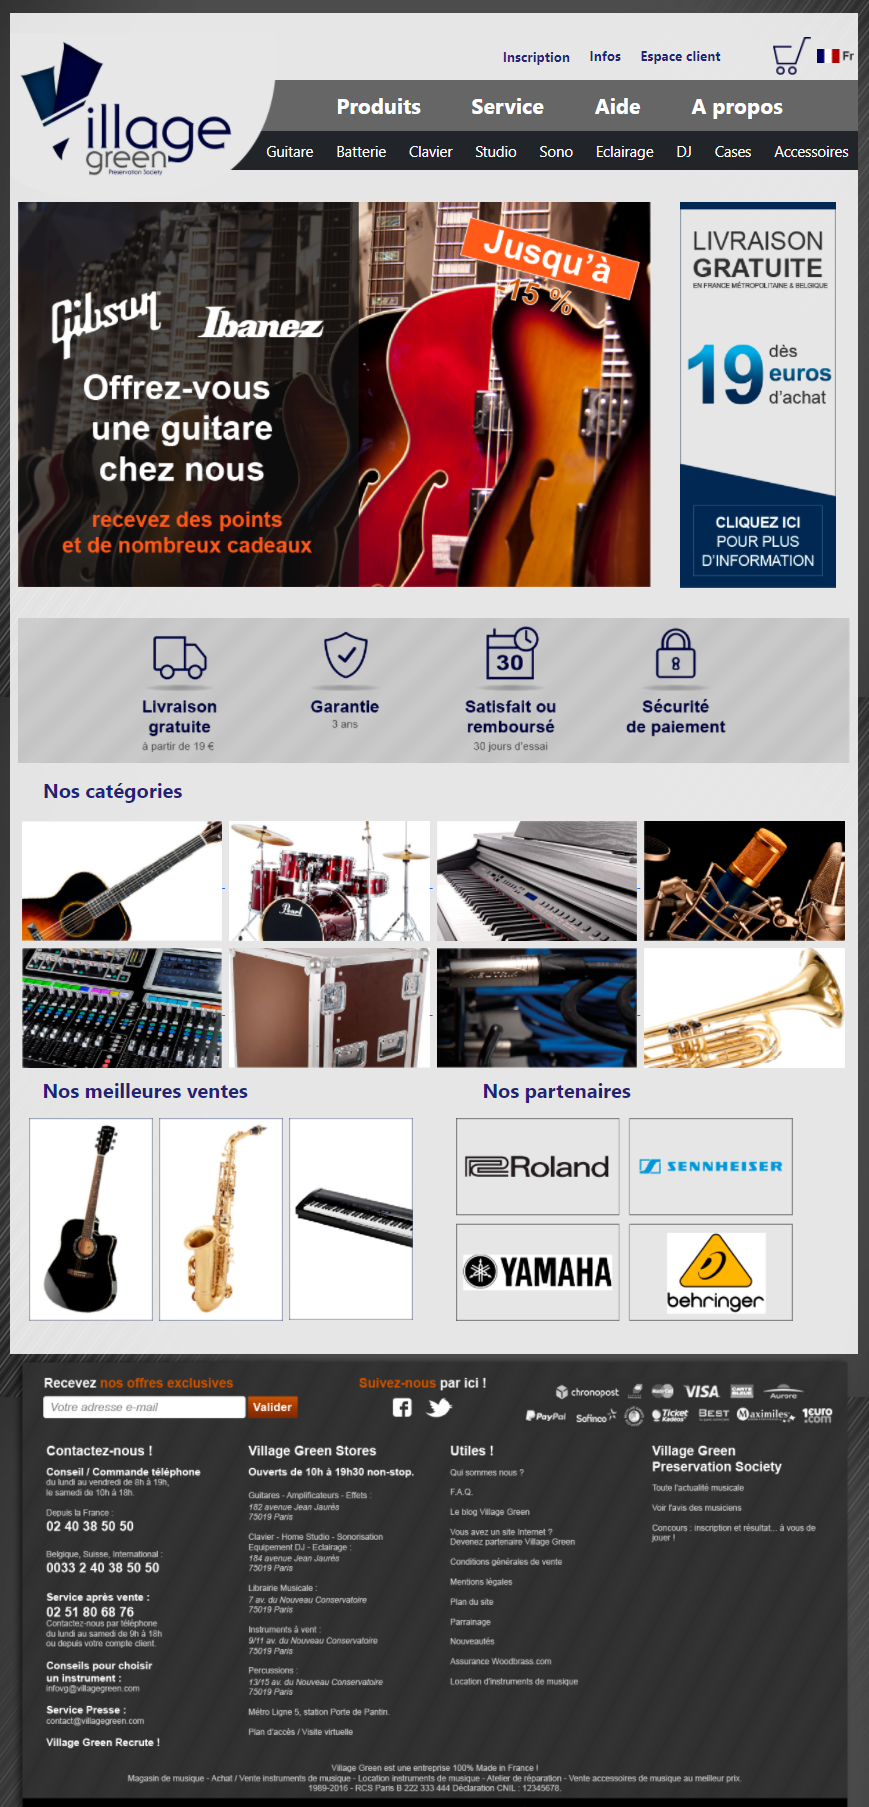 Inscription Infos Espace client Fr
Village
green
Preservation Society
Produits Service Aide A propos
Guitare Batterie Clavier Studio Sono Eclairage DJ Cases Accessoires
Jusqu'à
-15 %
Gibson Ibanez
Offrez-vous
une guitare
chez nous
recevez des points
et de nombreux cadeaux
LIVRAISON
GRATUITE
EN FRANCE MÉTROPOLITAINE & BELGIQUE
19 dès
euros
d'achat
CLIQUEZ ICI
POUR PLUS
D'INFORMATION
30
Livraison
gratuite
à partir de 19 €
Garantie
3 ans
Satisfait ou
remboursé
30 jours d'essai
Sécurité
de paiement
Nos catégories
Pearl
Nos meilleures ventes
Nos partenaires
Roland
SENNHEISER
YAMAHA
behringer
Recevez nos offres exclusives
Votre adresse e-mail Valider
Suivez-nous par ici !
chronopost VISA CARTE BLEUE Aurore
PayPal Sofinco Ticket Kadéos BEST Maximiles 1euro.com
Contactez-nous !
Conseil / Commande téléphone
du lundi au vendredi de 8h à 19h,
le samedi de 10h à 18h.
Depuis la France :
02 40 38 50 50
Belgique, Suisse, International :
0033 2 40 38 50 50
Service après vente :
02 51 80 68 76
Contactez-nous par téléphone
du lundi au samedi de 9h à 18h
ou depuis votre compte client.
Conseils pour choisir
un instrument :
infovg@villagegreen.com
Service Presse :
contact@villagegreen.com
Village Green Recrute !
Village Green Stores
Ouverts de 10h à 19h30 non-stop.
Guitares - Amplificateurs - Effets :
182 avenue Jean Jaurès
75019 Paris
Clavier - Home Studio - Sonorisation
Equipement DJ - Eclairage :
184 avenue Jean Jaurès
75019 Paris
Librairie Musicale :
7 av. du Nouveau Conservatoire
75019 Paris
Instruments à vent :
9/11 av. du Nouveau Conservatoire
75019 Paris
Percussions :
13/15 av. du Nouveau Conservatoire
75019 Paris
Métro Ligne 5, station Porte de Pantin.
Plan d'accès / Visite virtuelle
Utiles !
Qui sommes nous ?
F.A.Q.
Le blog Village Green
Vous avez un site Internet ?
Devenez partenaire Village Green
Conditions générales de vente
Mentions légales
Plan du site
Parrainage
Nouveautés
Assurance Woodbrass.com
Location d'instruments de musique
Village Green
Preservation Society
Toute l'actualité musicale
Voir l'avis des musiciens
Concours : inscription et résultat... à vous de
jouer !
Village Green est une entreprise 100% Made in France !
Magasin de musique - Achat / Vente instruments de musique - Location instruments de musique - Atelier de réparation - Vente accessoires de musique au meilleur prix.
1989-2016 - RCS Paris B 222 333 444 Déclaration CNIL : 12345678.